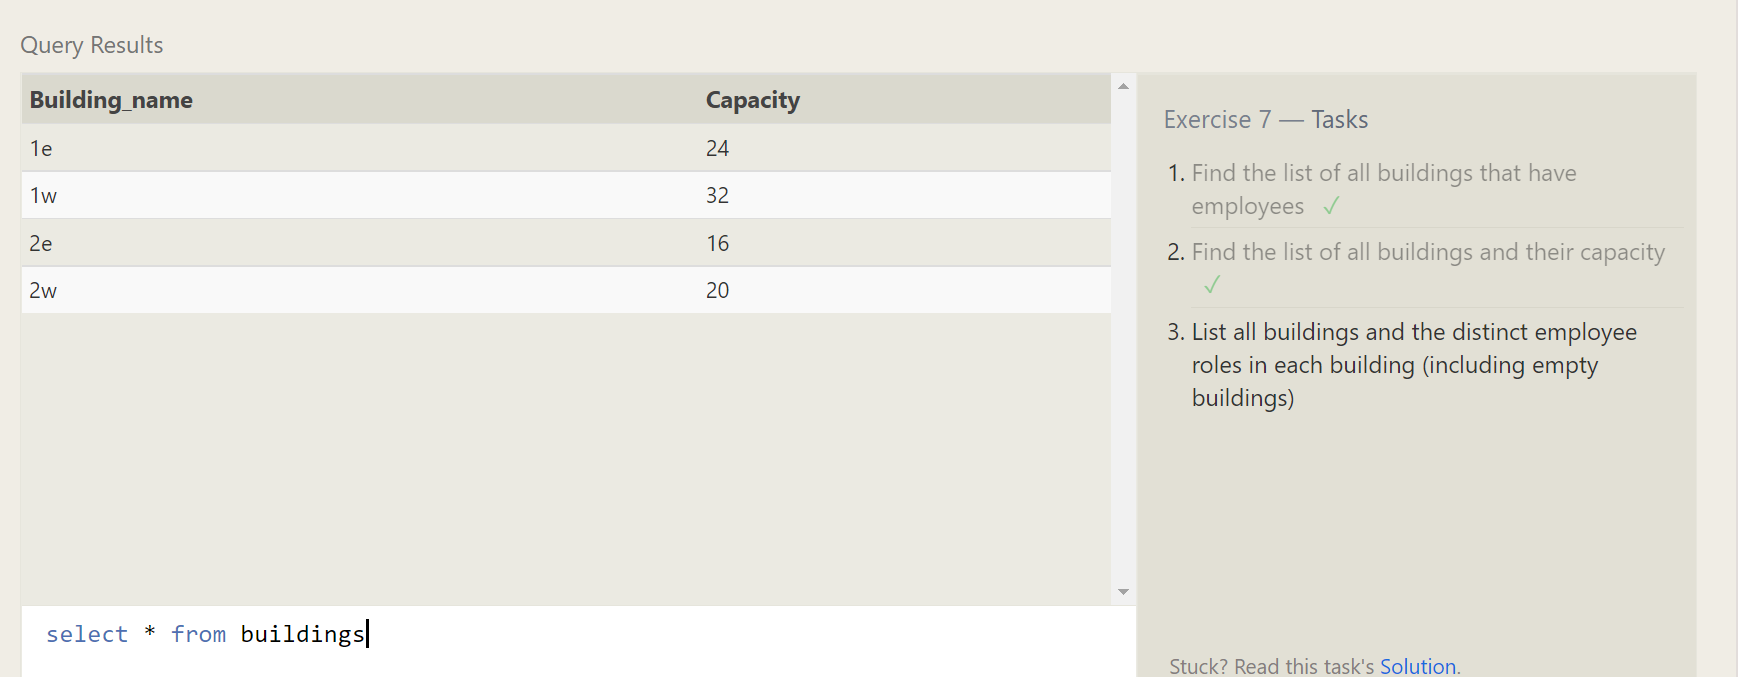 Query Results
Building_name Capacity
1e 24
1w 32
2e 16
2w 20
select * from buildings
Exercise 7 — Tasks
1. Find the list of all buildings that have
employees ✓
2. Find the list of all buildings and their capacity
✓
3. List all buildings and the distinct employee
roles in each building (including empty
buildings)
Stuck? Read this task's Solution.